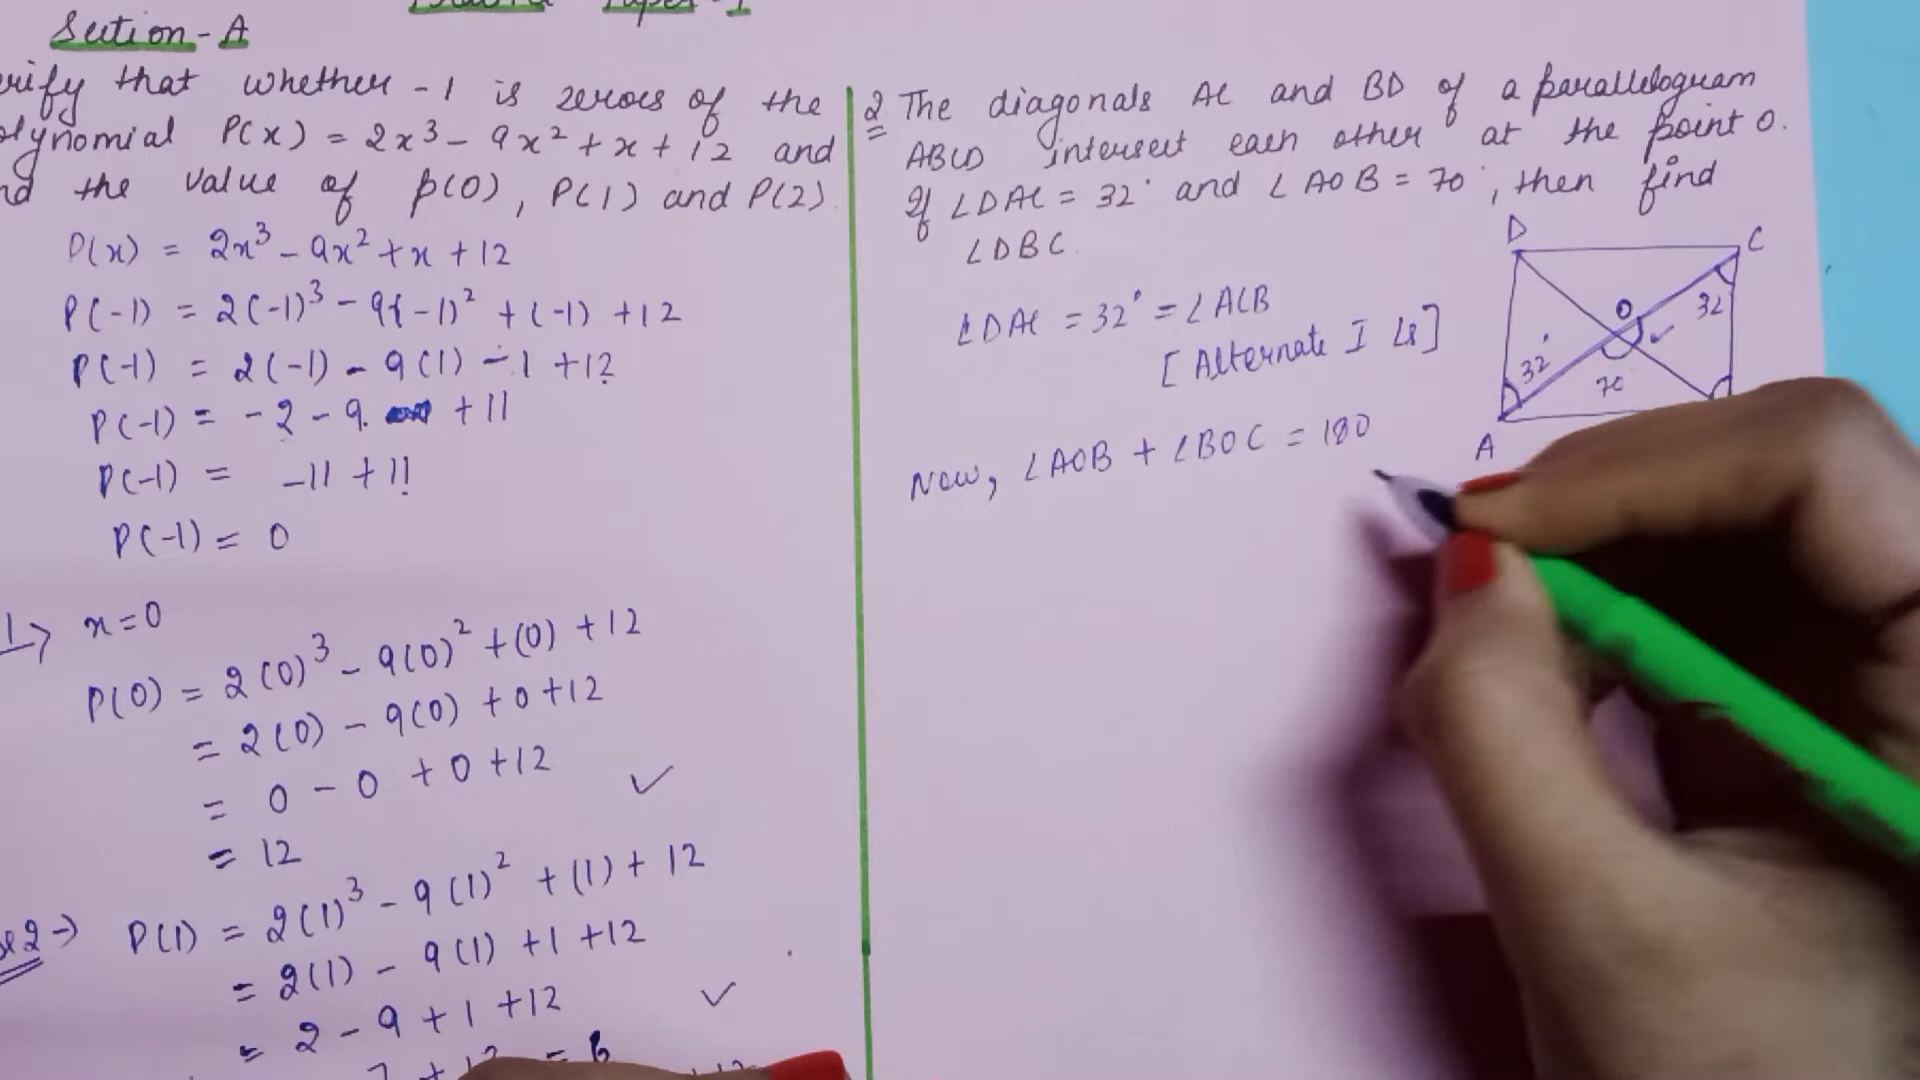 Section-A
that whether -1 is zeroes of the
P(x) = 2x³ - 9x² + x + 12 and
the value of p(0), P(1) and P(2)
P(x) = 2x³ - 9x² + x + 12
P(-1) = 2(-1)³ - 9(-1)² + (-1) + 12
P(-1) = 2(-1) - 9(1) - 1 + 12
P(-1) = -2 - 9 + 11
P(-1) = -11 + 11
P(-1) = 0
x = 0
P(0) = 2(0)³ - 9(0)² + (0) + 12
= 2(0) - 9(0) + 0 + 12
= 0 - 0 + 0 + 12
= 12
2→ P(1) = 2(1)³ - 9(1)² + (1) + 12
= 2(1) - 9(1) + 1 + 12
= 2 - 9 + 1 + 12
= 6
2 The diagonals AC and BD of a parallelogram
ABCD intersect each other at the point O.
If ∠DAC = 32° and ∠AOB = 70°, then find
∠DBC.
∠DAC = 32° = ∠ACB
[Alternate I ∠s]
Now, ∠AOB + ∠BOC = 180
D
C
O
32
32°
70
A